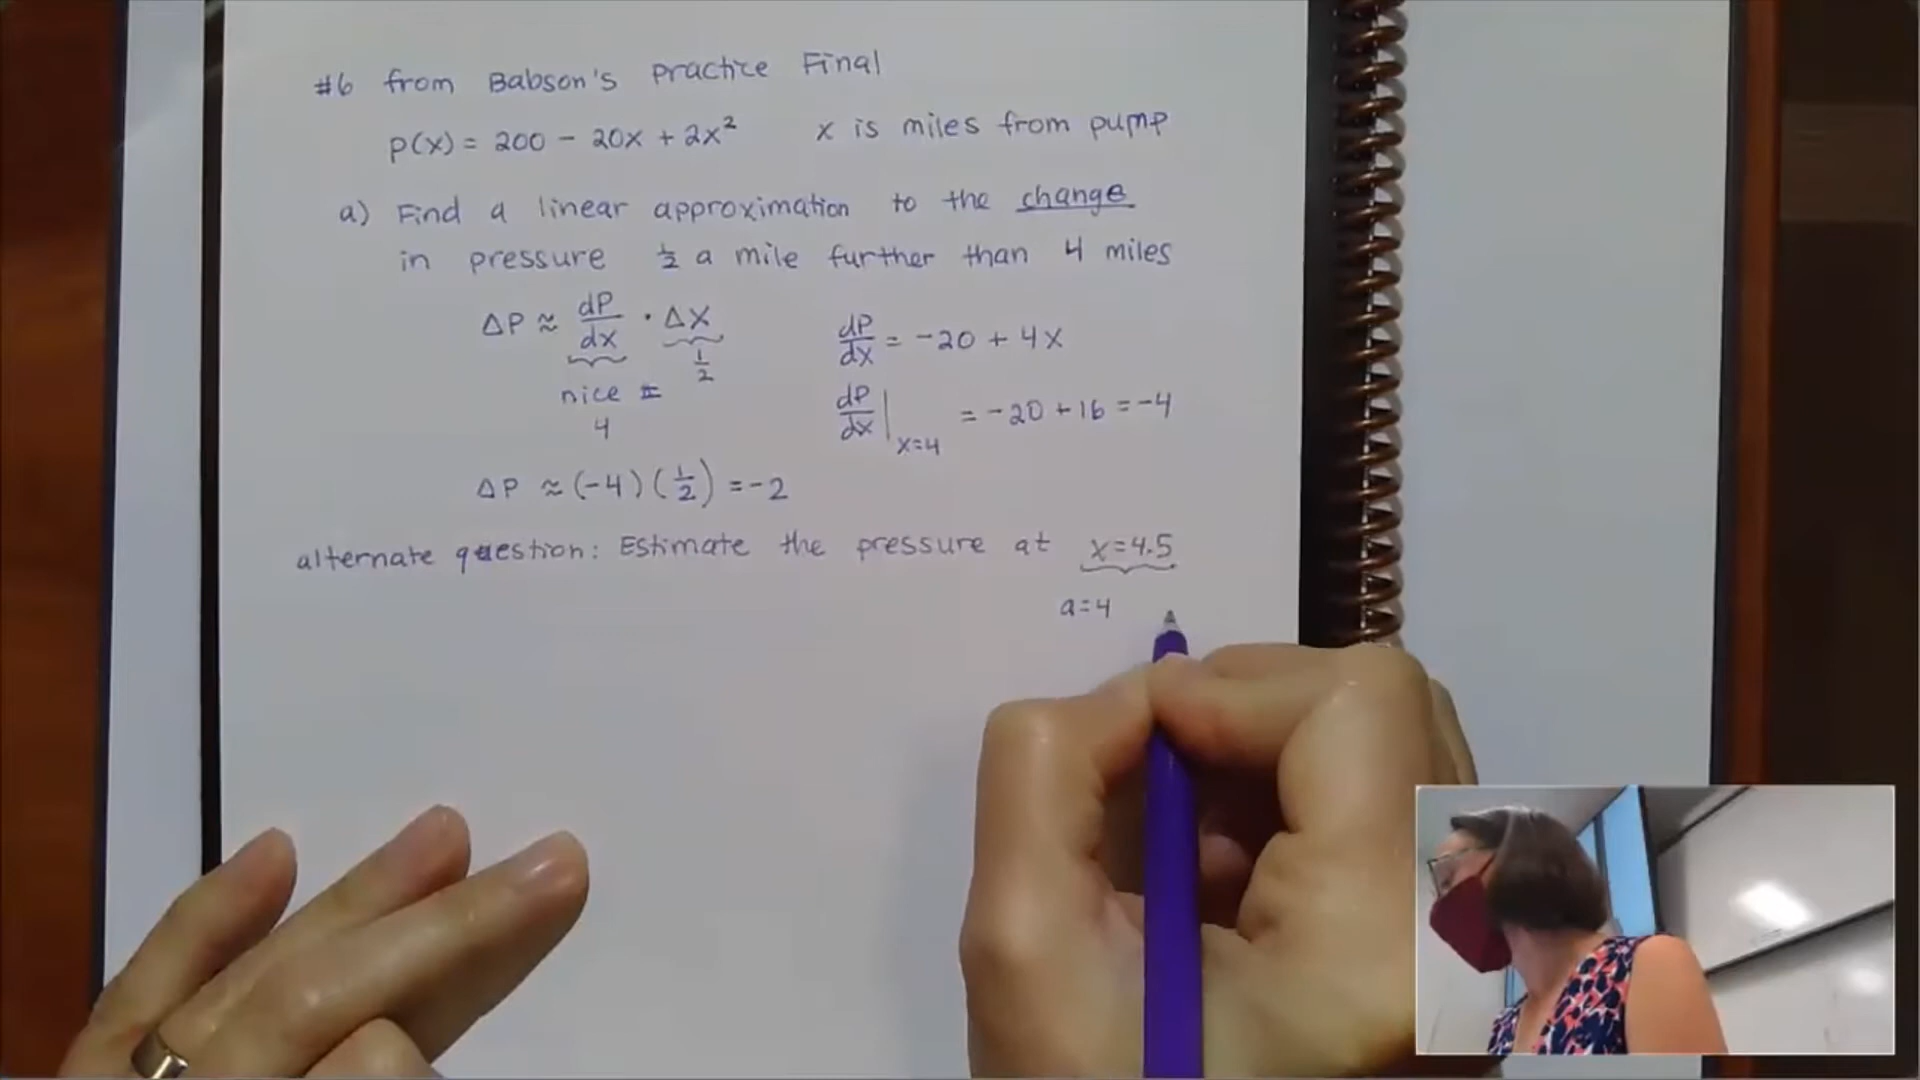 #6 from Babson's Practice Final
P(x) = 200 - 20x + 2x² x is miles from pump
a) Find a linear approximation to the change
in pressure ½ a mile further than 4 miles
ΔP ≈ dP/dx · Δx
1/2
nice #
4
dP/dx = -20 + 4x
dP/dx | x=4 = -20 + 16 = -4
ΔP ≈ (-4)(1/2) = -2
alternate question: Estimate the pressure at x=4.5
a=4